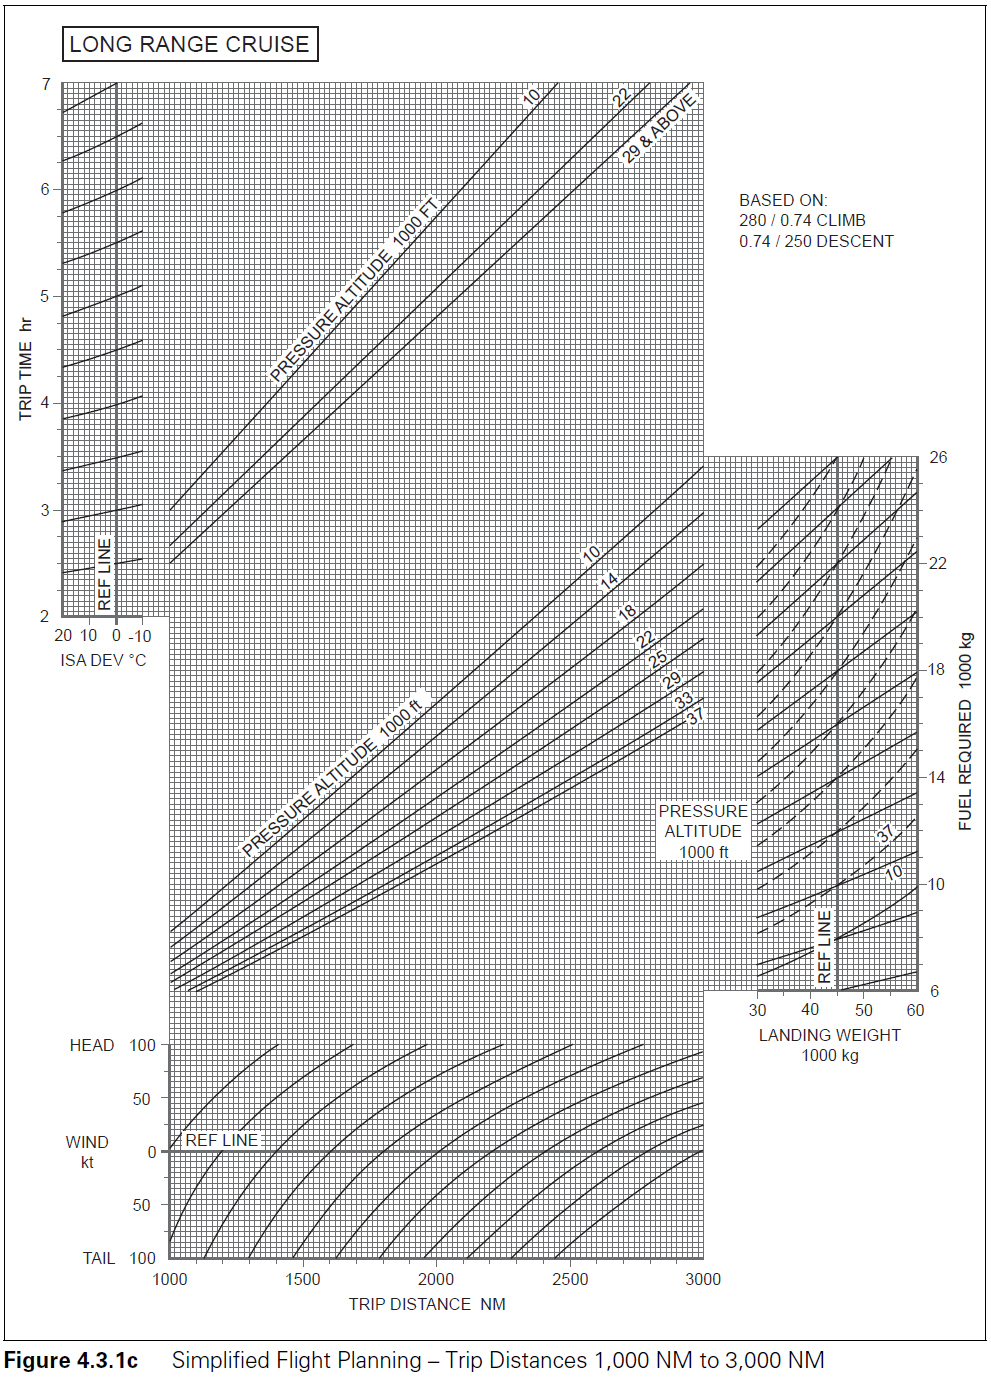 LONG RANGE CRUISE
7
6
5
4
3
2
TRIP TIME hr
20 10 0 -10
ISA DEV °C
REF LINE
PRESSURE ALTITUDE 1000 FT
10
22
29 & ABOVE
BASED ON:
280 / 0.74 CLIMB
0.74 / 250 DESCENT
PRESSURE ALTITUDE 1000 ft
10
14
18
22
25
29
33
37
PRESSURE
ALTITUDE
1000 ft
37
10
REF LINE
26
22
18
14
10
6
FUEL REQUIRED 1000 kg
30 40 50 60
LANDING WEIGHT
1000 kg
HEAD 100
50
WIND
kt
0
REF LINE
50
TAIL 100
1000 1500 2000 2500 3000
TRIP DISTANCE NM
Figure 4.3.1c Simplified Flight Planning – Trip Distances 1,000 NM to 3,000 NM